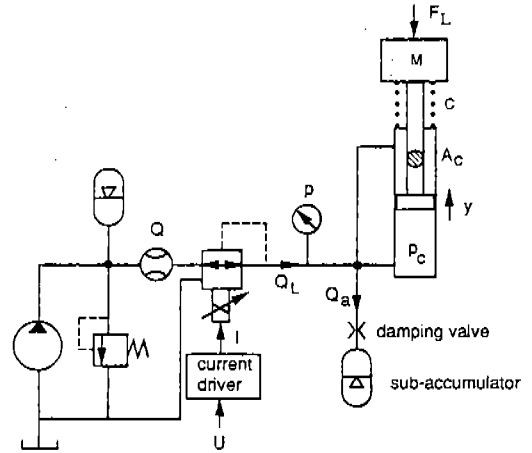 F_L
M
C
A_c
y
p
Q
p_c
Q_L
Q_a
damping valve
I
current
driver
sub-accumulator
U